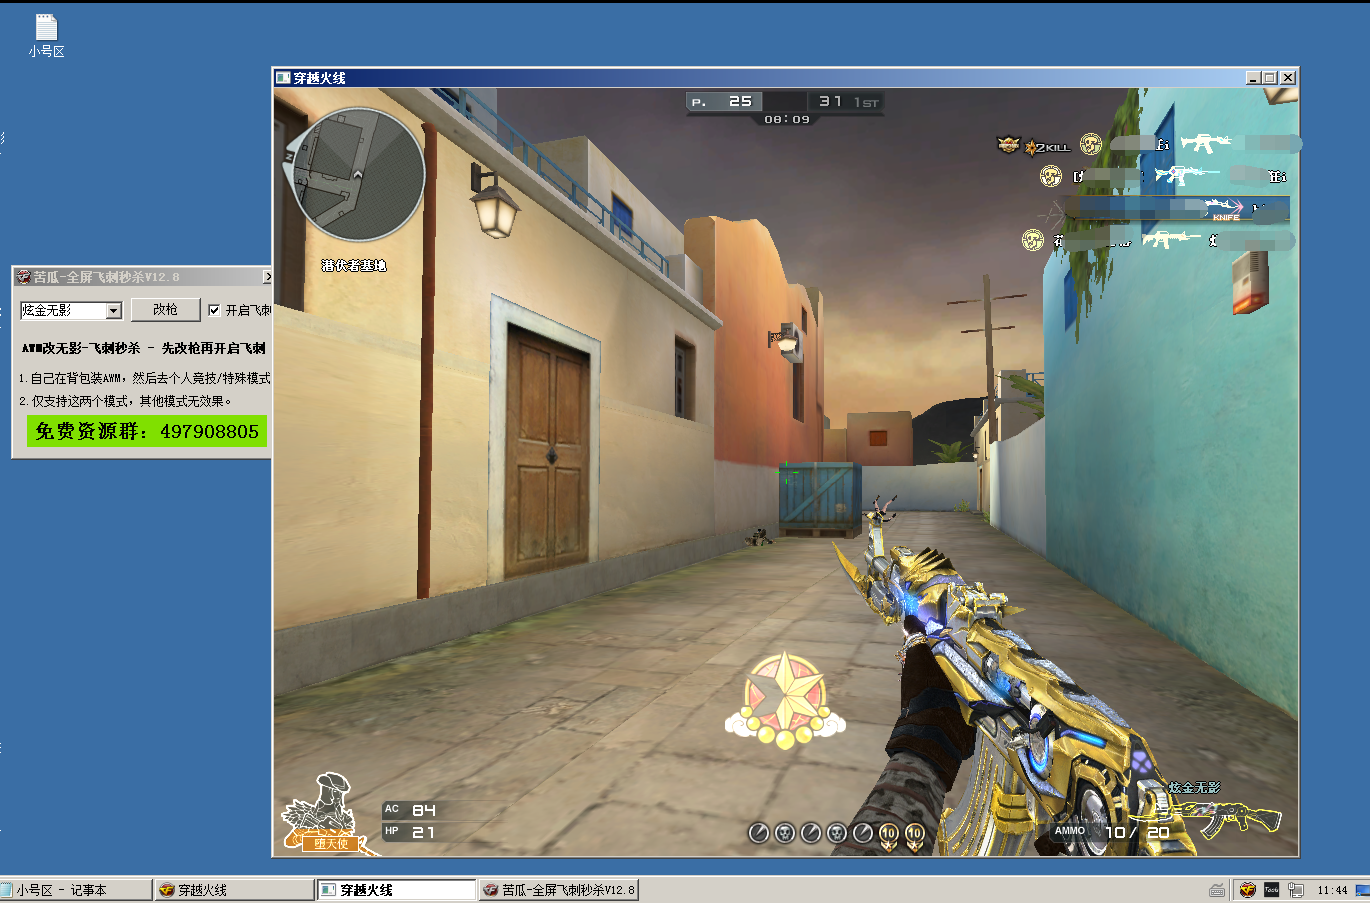 小号区
穿越火线
P. 25 31 1ST
08:09
N
2KILL
KNIFE
潜伏者基地
苦瓜-全屏飞刺秒杀V12.8
炫金无影 改枪 开启飞刺
AWM改无影-飞刺秒杀 - 先改枪再开启飞刺
1.自己在背包装AWM,然后去个人竞技/特殊模式
2.仅支持这两个模式,其他模式无效果。
免费资源群：497908805
堕天使
AC 84
HP 21
10 10
炫金无影
AMMO 10 / 20
小号区 - 记事本
穿越火线
穿越火线
苦瓜-全屏飞刺秒杀V12.8
11:44